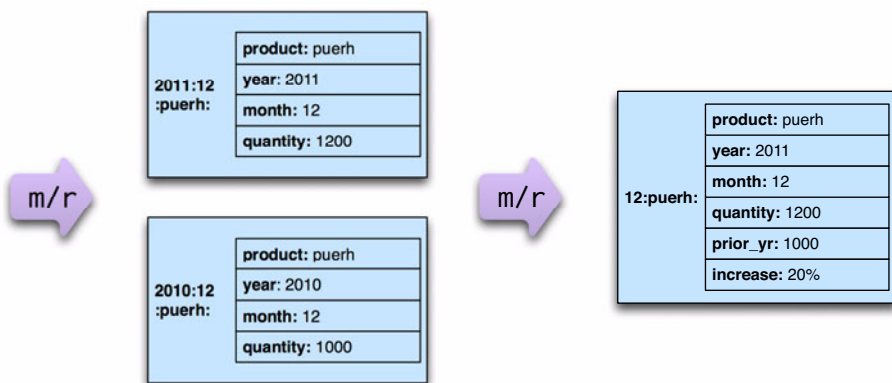 m/r
2011:12
:puerh:
product: puerh
year: 2011
month: 12
quantity: 1200
2010:12
:puerh:
product: puerh
year: 2010
month: 12
quantity: 1000
m/r
12:puerh:
product: puerh
year: 2011
month: 12
quantity: 1200
prior_yr: 1000
increase: 20%